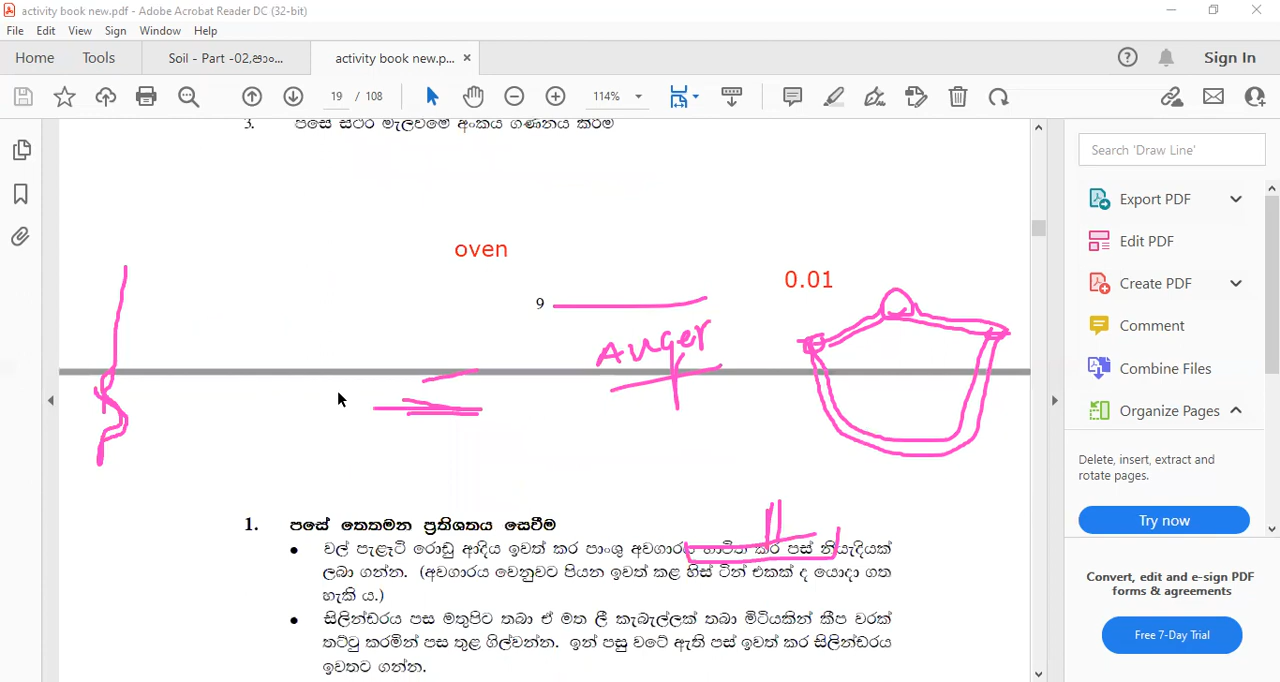 activity book new.pdf - Adobe Acrobat Reader DC (32-bit)
File Edit View Sign Window Help
Home Tools Soil - Part -02,පාං... activity book new.p... × Sign In
19 / 108 114%
3. පසේ සත්‍ය මැලවීමේ අංකය ගණනය කිරීම
Search 'Draw Line'
Export PDF
Edit PDF
Create PDF
Comment
Combine Files
Organize Pages
Delete, insert, extract and
rotate pages.
Try now
Convert, edit and e-sign PDF
forms & agreements
Free 7-Day Trial
oven
0.01
9
Auger
1. පසේ තෙතමන ප්‍රතිශතය සෙවීම
● වල් පැළෑටි රොඩු ආදිය ඉවත් කර පාංශු අවගාරය භාවිත කර පස් නියැදියක්
ලබා ගන්න. (අවගාරය වෙනුවට පියන ඉවත් කළ හිස් ටින් එකක් ද යොදා ගත
හැකි ය.)
● සිලින්ඩරය පස මතුපිට තබා ඒ මත ලී කැබැල්ලක් තබා මිටියකින් කීප වරක්
තට්ටු කරමින් පස තුළ ගිල්වන්න. ඉන් පසු වටේ ඇති පස් ඉවත් කර සිලින්ඩරය
ඉවතට ගන්න.